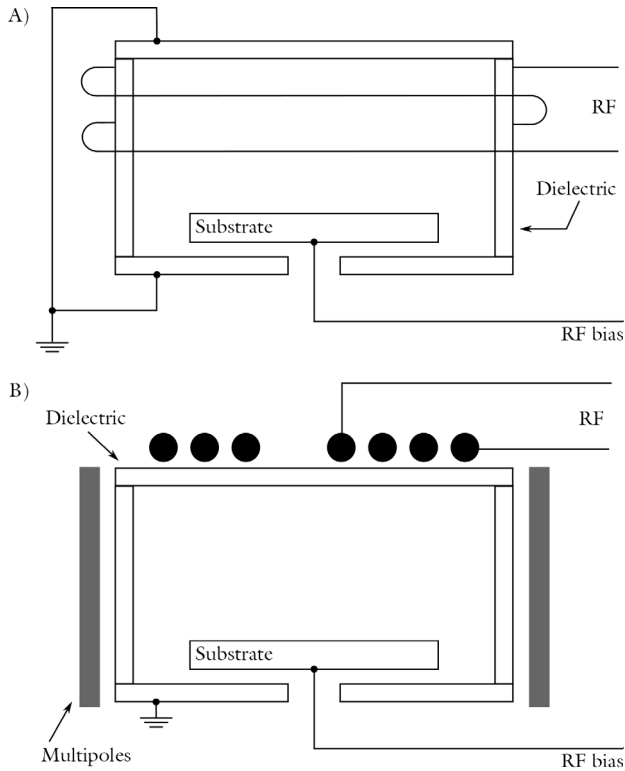 A)
RF
Dielectric
Substrate
RF bias
B)
Dielectric
RF
Substrate
Multipoles
RF bias